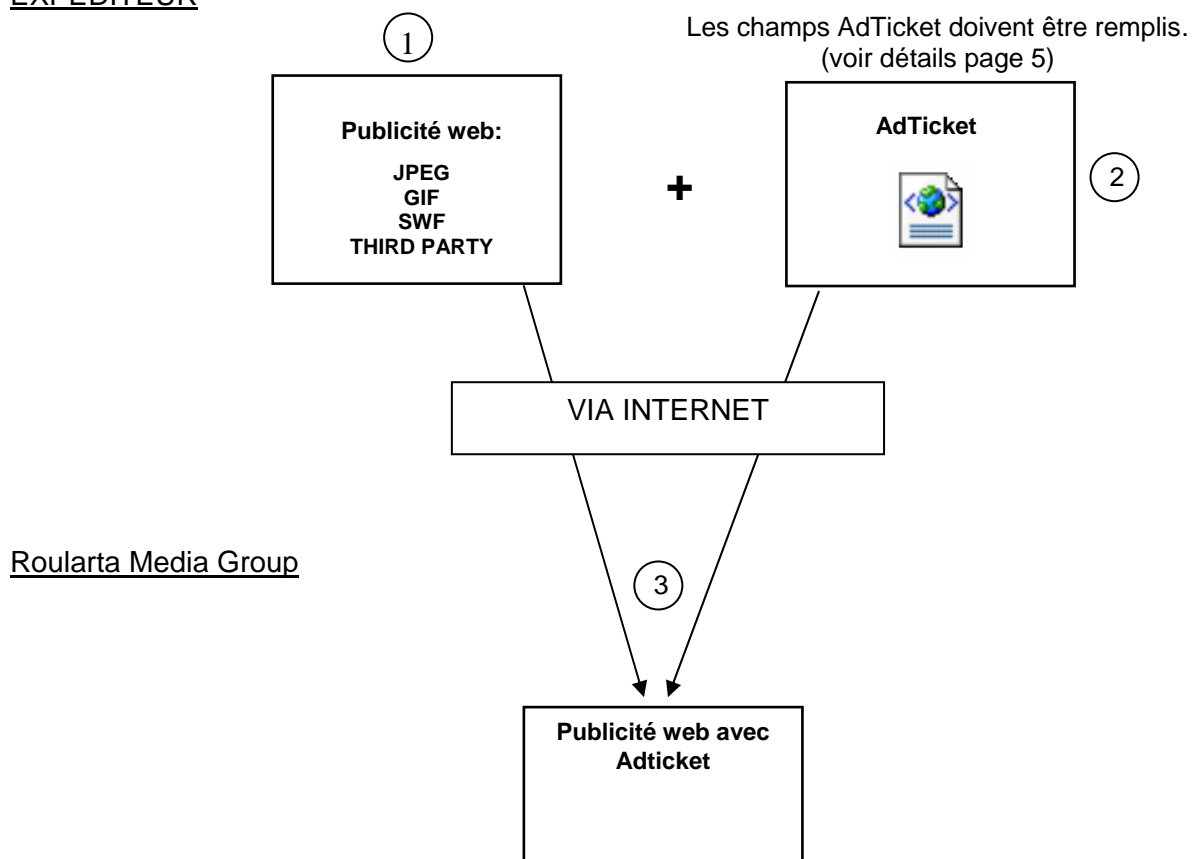 EXPEDITEUR
1
Les champs AdTicket doivent être remplis.
(voir détails page 5)
Publicité web:
JPEG
GIF
SWF
THIRD PARTY
+
AdTicket
2
VIA INTERNET
Roularta Media Group
3
Publicité web avec
Adticket